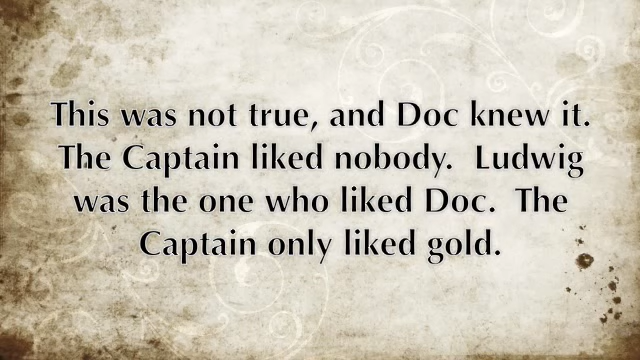 This was not true, and Doc knew it.
The Captain liked nobody.  Ludwig
was the one who liked Doc.  The
Captain only liked gold.